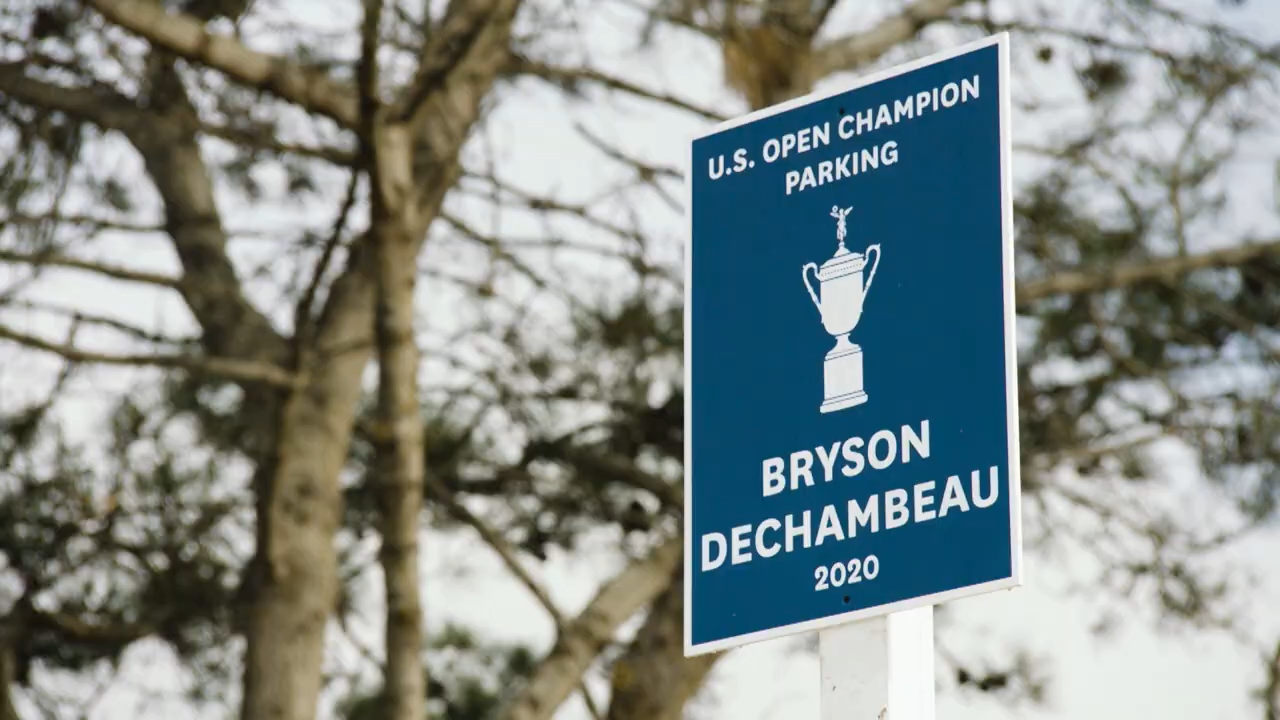 U.S. OPEN CHAMPION
PARKING
BRYSON
DECHAMBEAU
2020